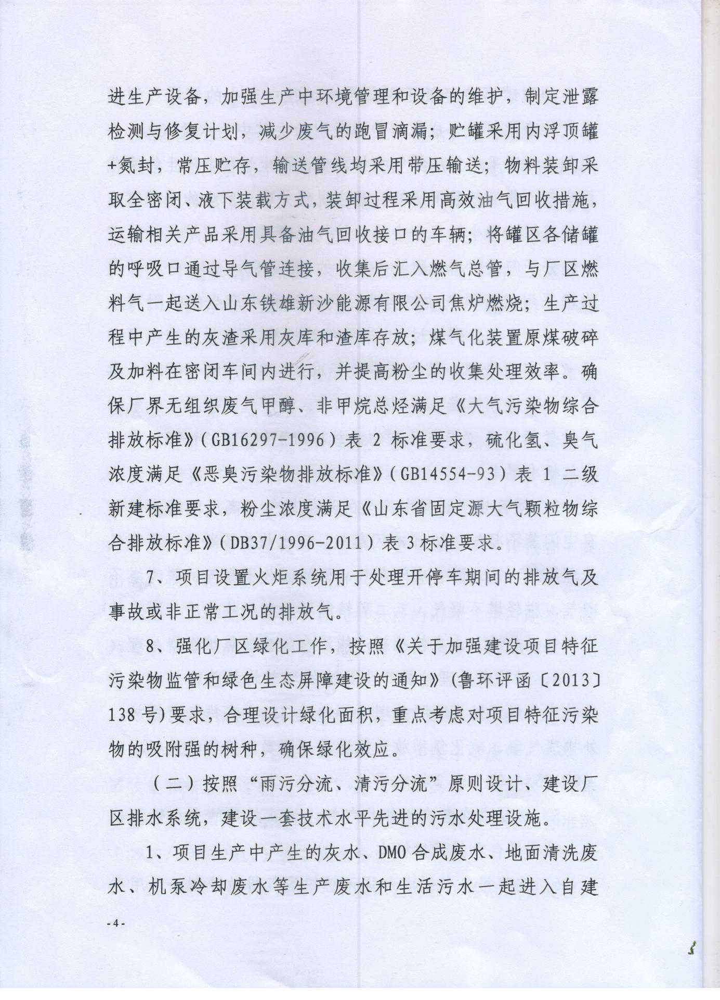 进生产设备，加强生产中环境管理和设备的维护，制定泄露
检测与修复计划，减少废气的跑冒滴漏；贮罐采用内浮顶罐
+氮封，常压贮存，输送管线均采用带压输送；物料装卸采
取全密闭、液下装载方式，装卸过程采用高效油气回收措施，
运输相关产品采用具备油气回收接口的车辆；将罐区各储罐
的呼吸口通过导气管连接，收集后汇入燃气总管，与厂区燃
料气一起送入山东铁雄新沙能源有限公司焦炉燃烧；生产过
程中产生的灰渣采用灰库和渣库存放；煤气化装置原煤破碎
及加料在密闭车间内进行，并提高粉尘的收集处理效率。确
保厂界无组织废气甲醇、非甲烷总烃满足《大气污染物综合
排放标准》（GB16297-1996）表 2 标准要求，硫化氢、臭气
浓度满足《恶臭污染物排放标准》（GB14554-93）表 1 二级
新建标准要求，粉尘浓度满足《山东省固定源大气颗粒物综
合排放标准》（DB37/1996-2011）表 3 标准要求。
7、项目设置火炬系统用于处理开停车期间的排放气及
事故或非正常工况的排放气。
8、强化厂区绿化工作，按照《关于加强建设项目特征
污染物监管和绿色生态屏障建设的通知》(鲁环评函〔2013〕
138 号)要求，合理设计绿化面积，重点考虑对项目特征污染
物的吸附强的树种，确保绿化效应。
（二）按照“雨污分流、清污分流”原则设计、建设厂
区排水系统，建设一套技术水平先进的污水处理设施。
1、项目生产中产生的灰水、DMO 合成废水、地面清洗废
水、机泵冷却废水等生产废水和生活污水一起进入自建
- 4 -